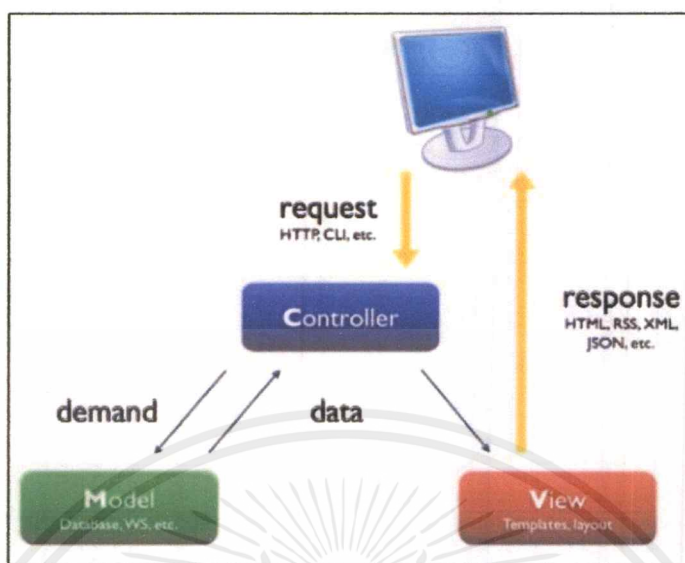 request
HTTP, CLI, etc.
Controller
response
HTML, RSS, XML,
JSON, etc.
demand
data
Model
Database, WS, etc.
View
Templates, layout